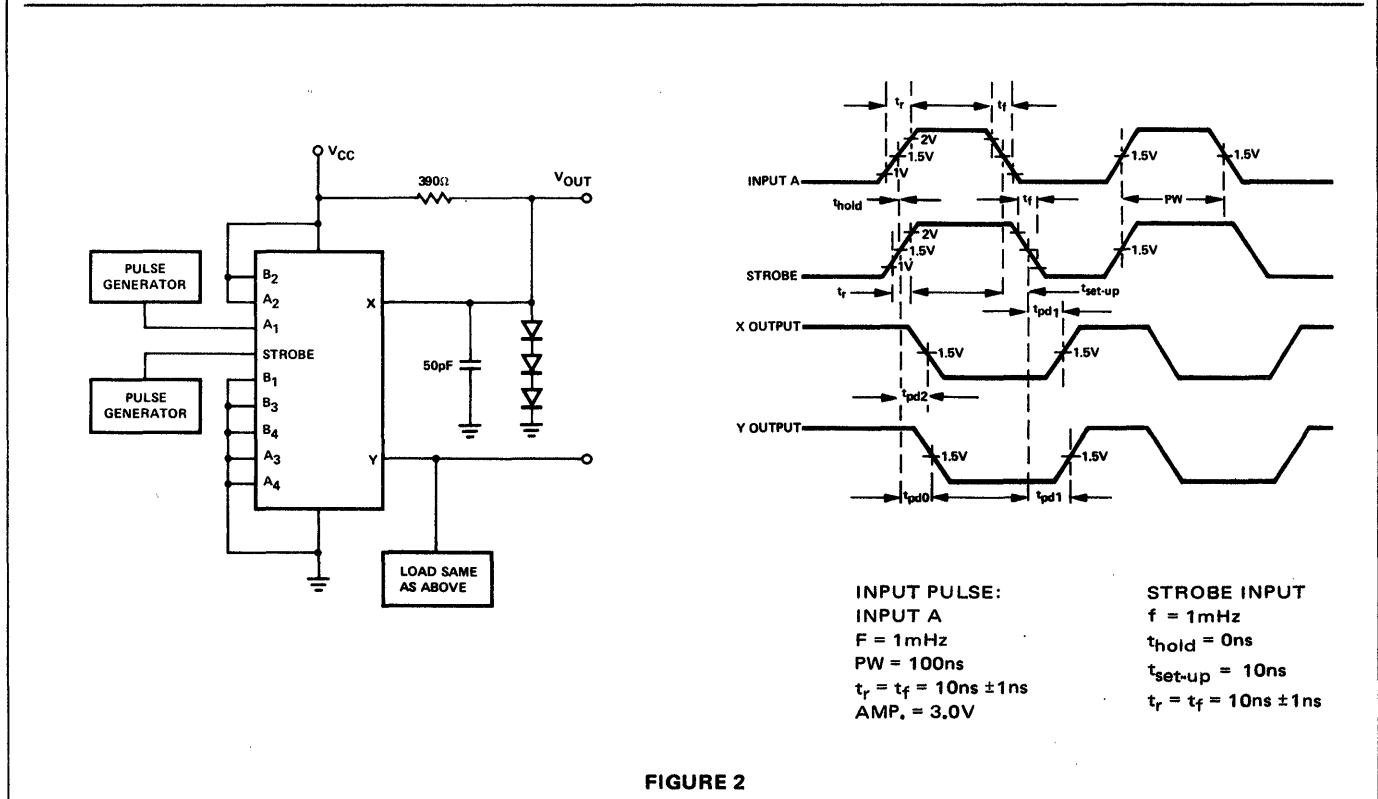 VCC
390Ω
VOUT
PULSE
GENERATOR
B2
A2
A1
STROBE
B1
B3
B4
A3
A4
X
Y
PULSE
GENERATOR
50pF
LOAD SAME
AS ABOVE
tr
tf
INPUT A
2V
1.5V
1V
1.5V
1.5V
thold
tf
PW
STROBE
2V
1.5V
1V
1.5V
tr
tset-up
tpd1
X OUTPUT
1.5V
1.5V
tpd2
Y OUTPUT
1.5V
1.5V
tpd0
tpd1
INPUT PULSE:
INPUT A
F = 1mHz
PW = 100ns
tr = tf = 10ns ±1ns
AMP. = 3.0V
STROBE INPUT
f = 1mHz
thold = 0ns
tset-up = 10ns
tr = tf = 10ns ±1ns
FIGURE 2